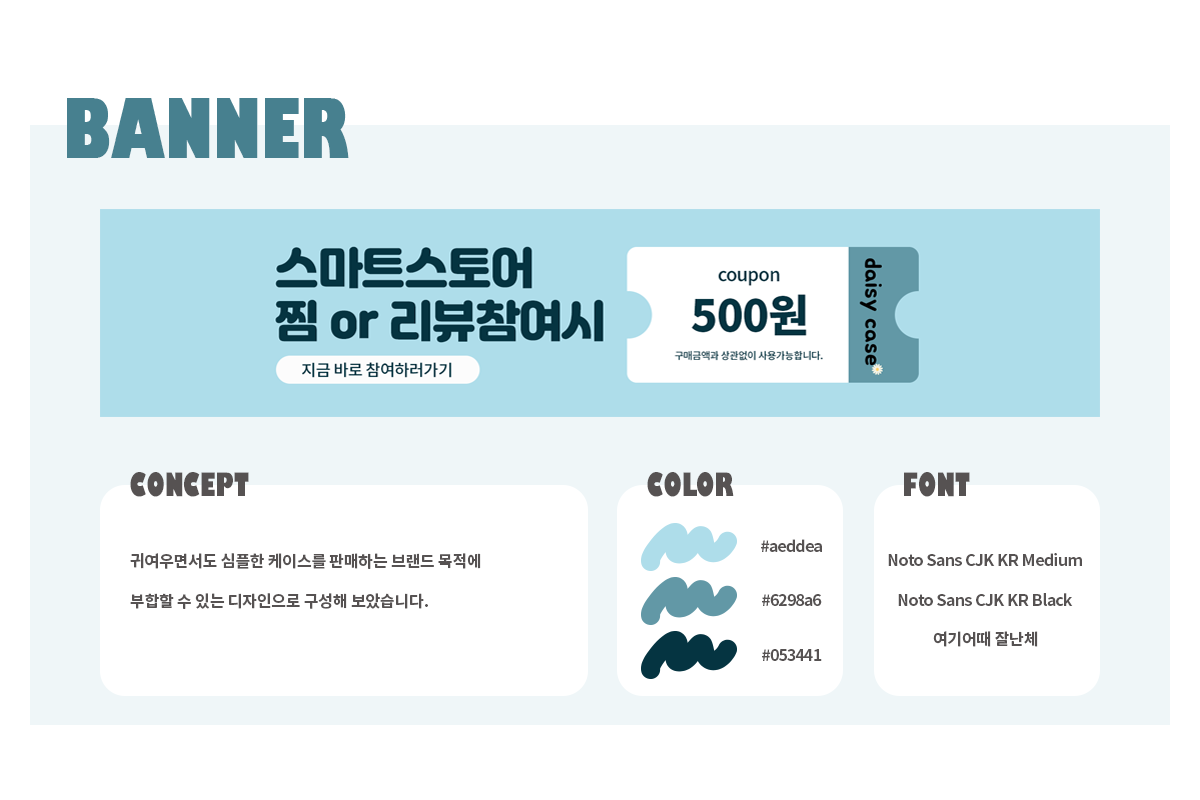 BANNER
스마트스토어
찜 or 리뷰참여시
지금 바로 참여하러가기
coupon
500원
구매금액과 상관없이 사용가능합니다.
daisy case
CONCEPT
귀여우면서도 심플한 케이스를 판매하는 브랜드 목적에
부합할 수 있는 디자인으로 구성해 보았습니다.
COLOR
#aeddea
#6298a6
#053441
FONT
Noto Sans CJK KR Medium
Noto Sans CJK KR Black
여기어때 잘난체